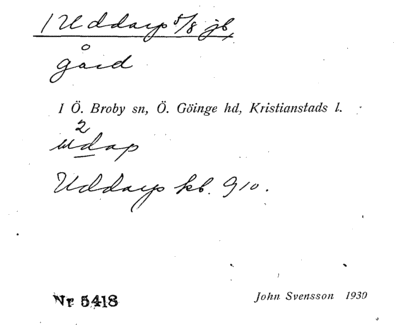 1 Uddarp 5/8 jb,
gård
1 Ö. Broby sn, Ö. Göinge hd, Kristianstads l.
2
udap
Uddarp kb. 910.
Nr 5418
John Svensson 1930